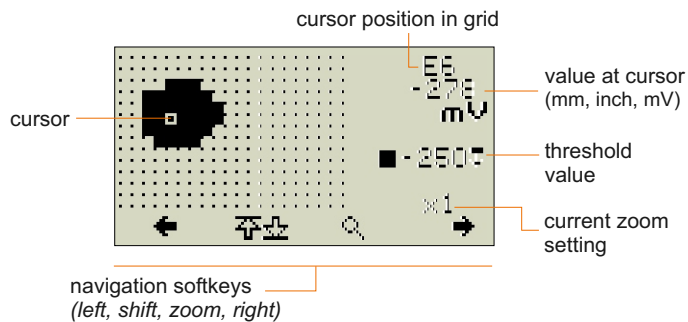 cursor position in grid
E6
-278
mV
value at cursor
(mm, inch, mV)
cursor
-250
threshold
value
x1
current zoom
setting
navigation softkeys
(left, shift, zoom, right)